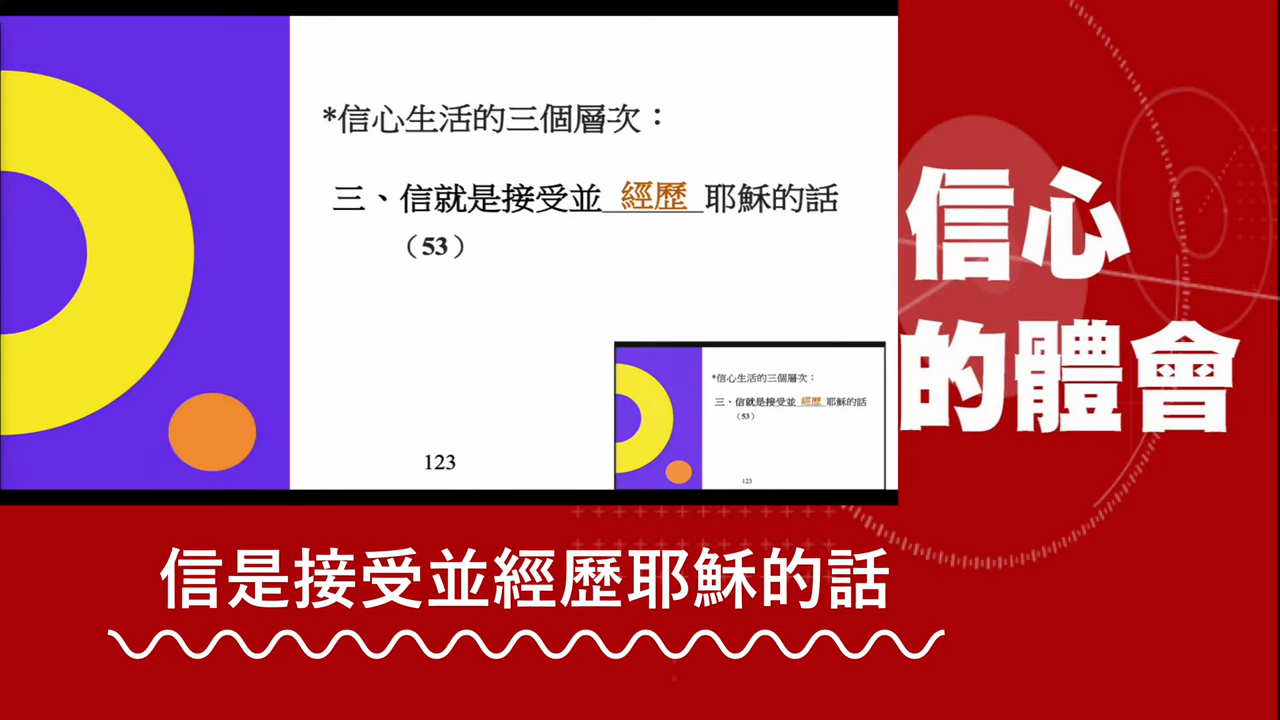 *信心生活的三個層次：
三、信就是接受並 經歷 耶穌的話
（53）
123
*信心生活的三個層次：
三、信就是接受並 經歷 耶穌的話
（53）
123
信心
的體會
信是接受並經歷耶穌的話